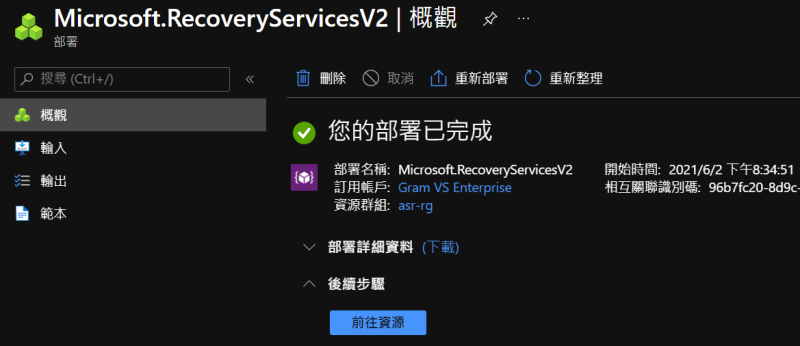 Microsoft.RecoveryServicesV2 | 概觀
部署
搜尋 (Ctrl+/)
刪除 取消 重新部署 重新整理
概觀
輸入
輸出
範本
您的部署已完成
部署名稱: Microsoft.RecoveryServicesV2 開始時間: 2021/6/2 下午8:34:51
訂用帳戶: Gram VS Enterprise 相互關聯識別碼: 96b7fc20-8d9c-
資源群組: asr-rg
部署詳細資料 (下載)
後續步驟
前往資源